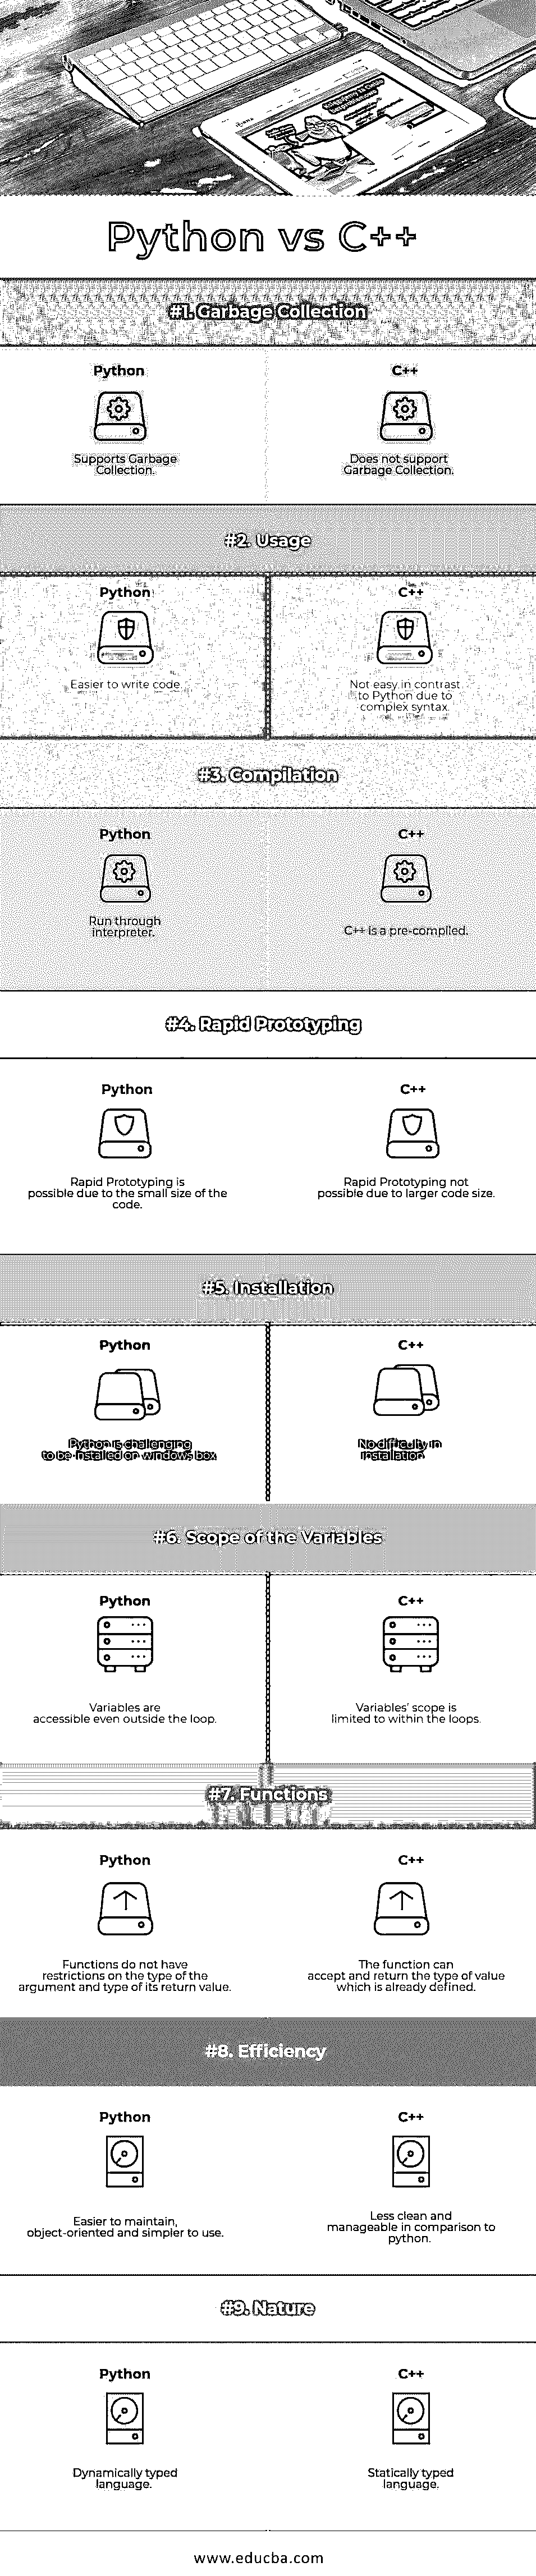 Python vs C++
#1. Garbage Collection
Python
C++
Supports Garbage
Collection.
Does not support
Garbage Collection.
#2. Usage
Python
C++
Easier to write code.
Not easy in contrast
to Python due to
complex syntax.
#3. Compilation
Python
C++
Run through
interpreter.
C++ is a pre-compiled.
#4. Rapid Prototyping
Python
C++
Rapid Prototyping is
possible due to the small size of the
code.
Rapid Prototyping not
possible due to larger code size.
#5. Installation
Python
C++
Python is challenging
to be installed on windows box
No difficulty in
installation.
#6. Scope of the Variables
Python
C++
Variables are
accessible even outside the loop.
Variables' scope is
limited to within the loops.
#7. Functions
Python
C++
Functions do not have
restrictions on the type of the
argument and type of its return value.
The function can
accept and return the type of value
which is already defined.
#8. Efficiency
Python
C++
Easier to maintain,
object-oriented and simpler to use.
Less clean and
manageable in comparison to
python.
#9. Nature
Python
C++
Dynamically typed
language.
Statically typed
language.
www.educba.com